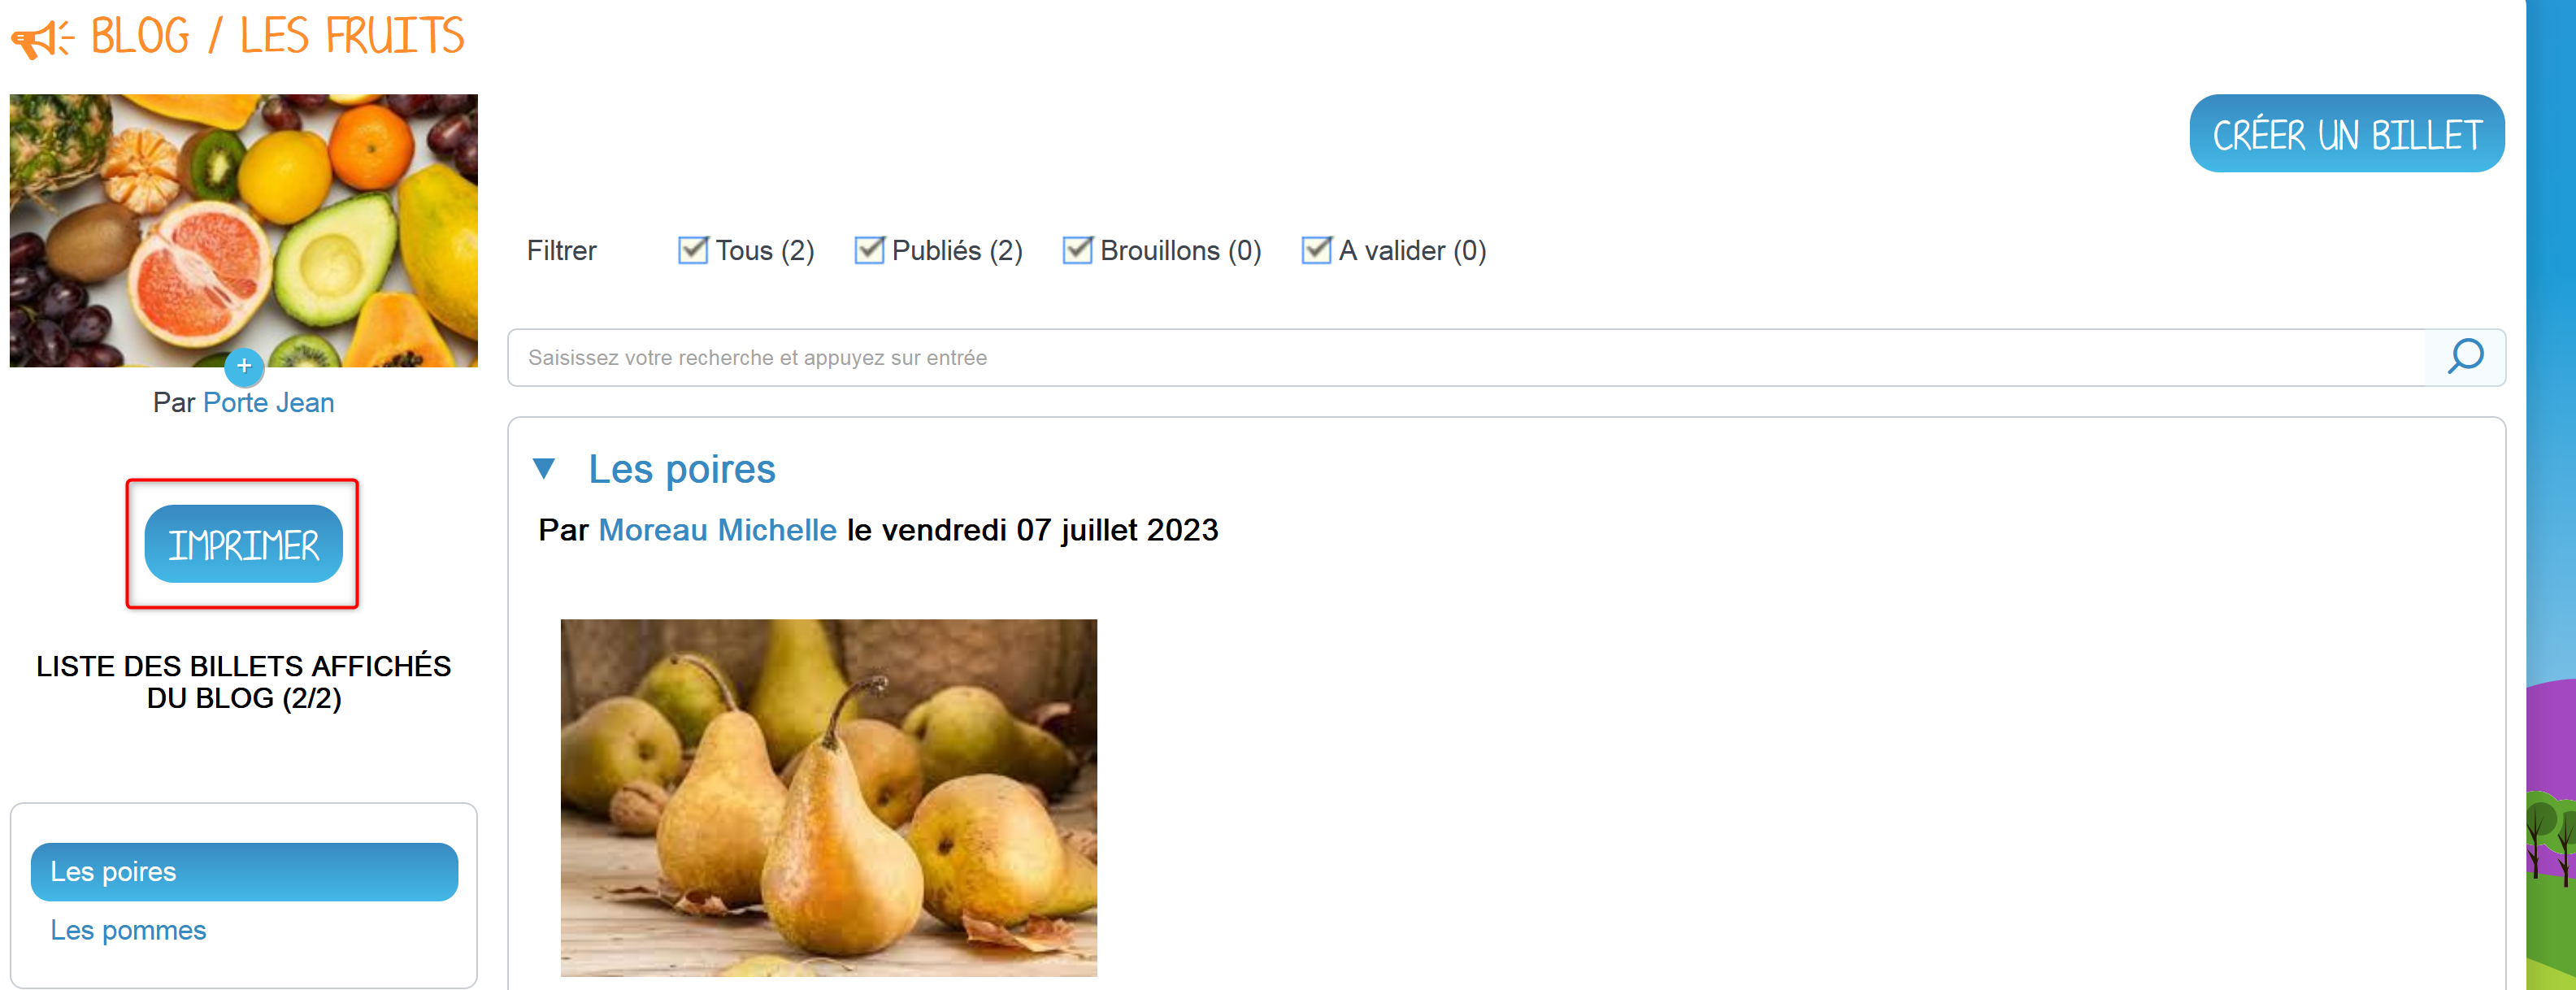 BLOG / LES FRUITS
CRÉER UN BILLET
Filtrer Tous (2) Publiés (2) Brouillons (0) A valider (0)
Saisissez votre recherche et appuyez sur entrée
+
Par Porte Jean
IMPRIMER
LISTE DES BILLETS AFFICHÉS
DU BLOG (2/2)
Les poires
Les pommes
Les poires
Par Moreau Michelle le vendredi 07 juillet 2023